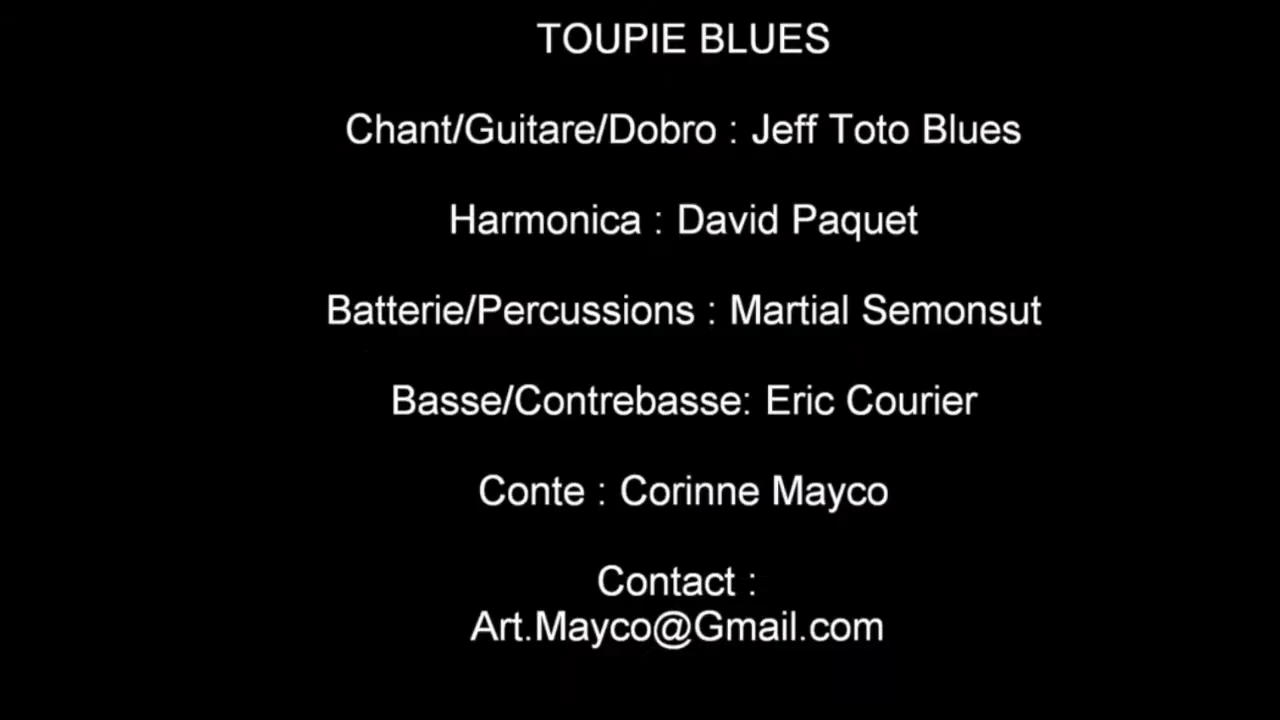 TOUPIE BLUES
Chant/Guitare/Dobro : Jeff Toto Blues
Harmonica : David Paquet
Batterie/Percussions : Martial Semonsut
Basse/Contrebasse: Eric Courier
Conte : Corinne Mayco
Contact :
Art.Mayco@Gmail.com